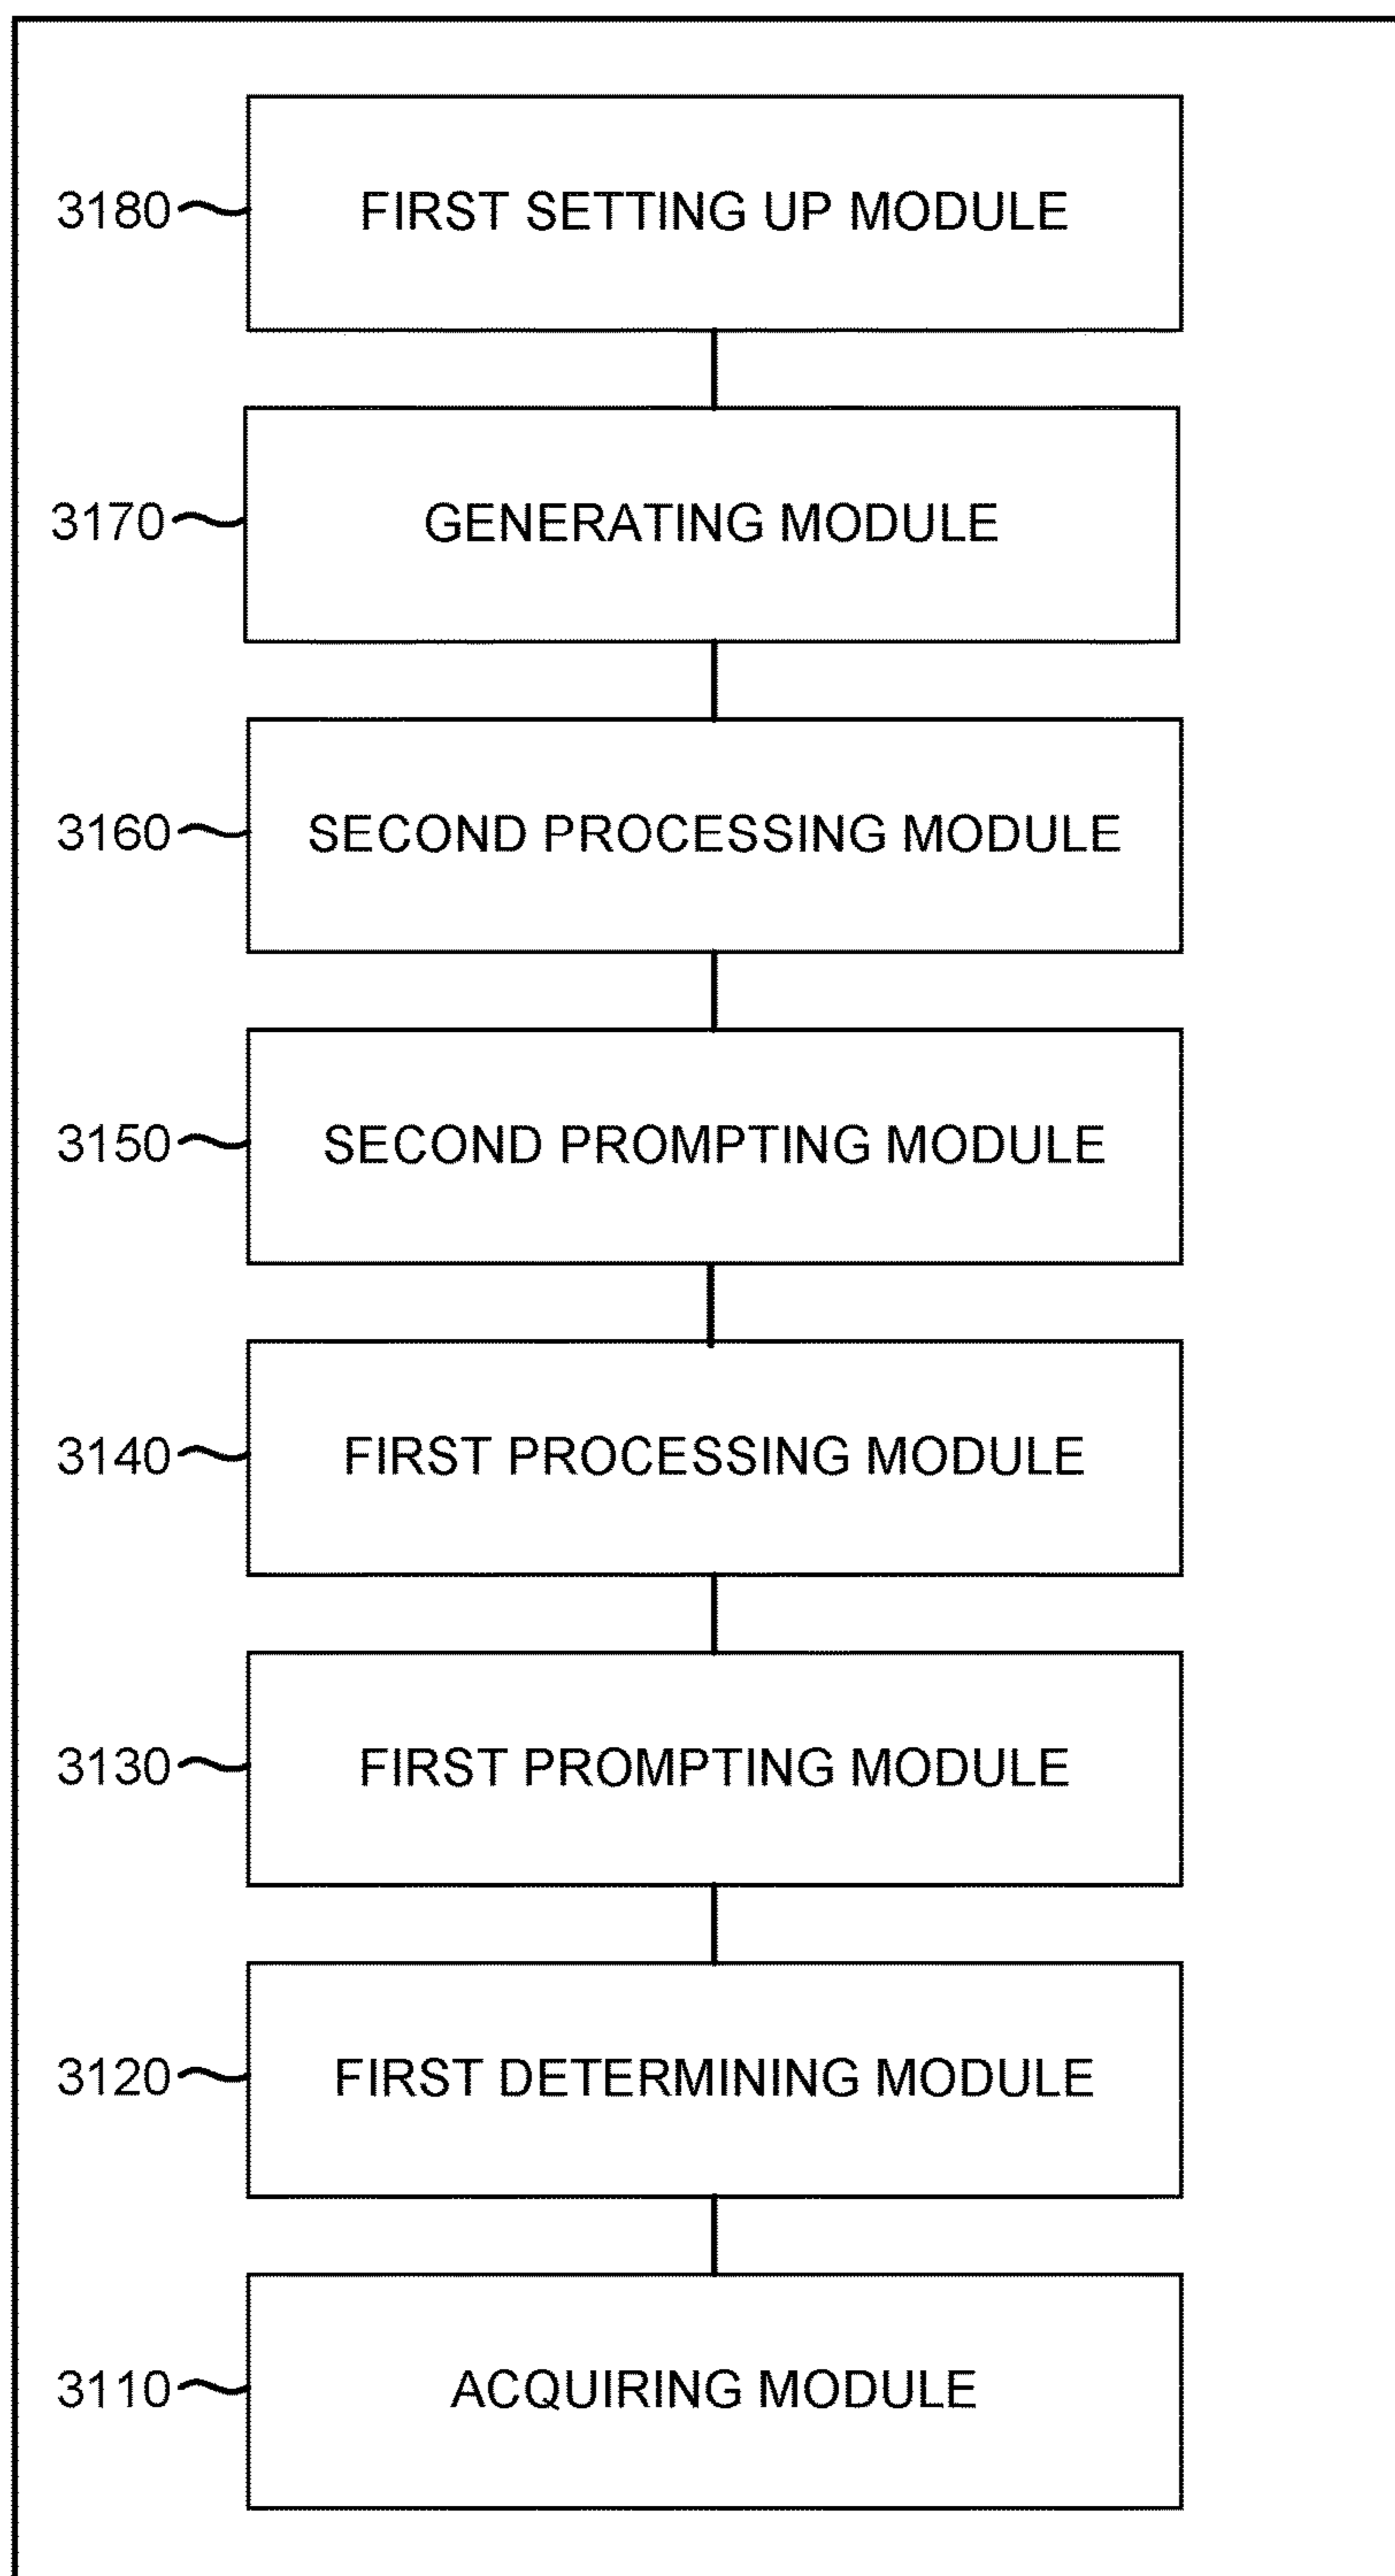 3180 FIRST SETTING UP MODULE
3170 GENERATING MODULE
3160 SECOND PROCESSING MODULE
3150 SECOND PROMPTING MODULE
3140 FIRST PROCESSING MODULE
3130 FIRST PROMPTING MODULE
3120 FIRST DETERMINING MODULE
3110 ACQUIRING MODULE